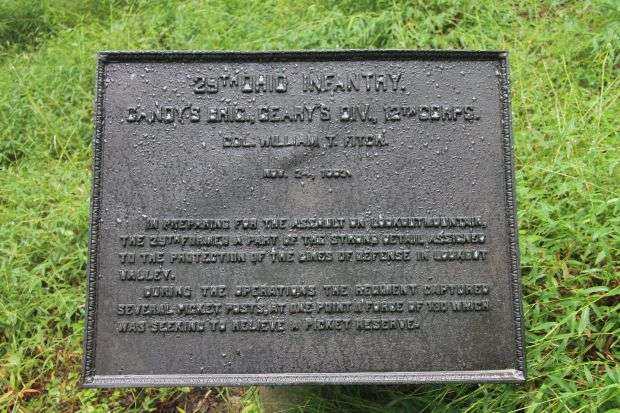 29TH OHIO INFANTRY.
CANDY'S BRIG., GEARY'S DIV., 12TH CORPS.
COL. WILLIAM T. FITCH.
NOV. 24, 1863.
IN PREPARING FOR THE ASSAULT ON LOOKOUT MOUNTAIN,
THE 29TH FORMED A PART OF THE STRONG DETAIL ASSIGNED
TO THE PROTECTION OF THE LINES OF DEFENSE IN LOOKOUT
VALLEY.
DURING THE OPERATIONS THE REGIMENT CAPTURED
SEVERAL PICKET POSTS, AT ONE POINT A FORCE OF 130 WHICH
WAS SEEKING TO RELIEVE A PICKET RESERVE.